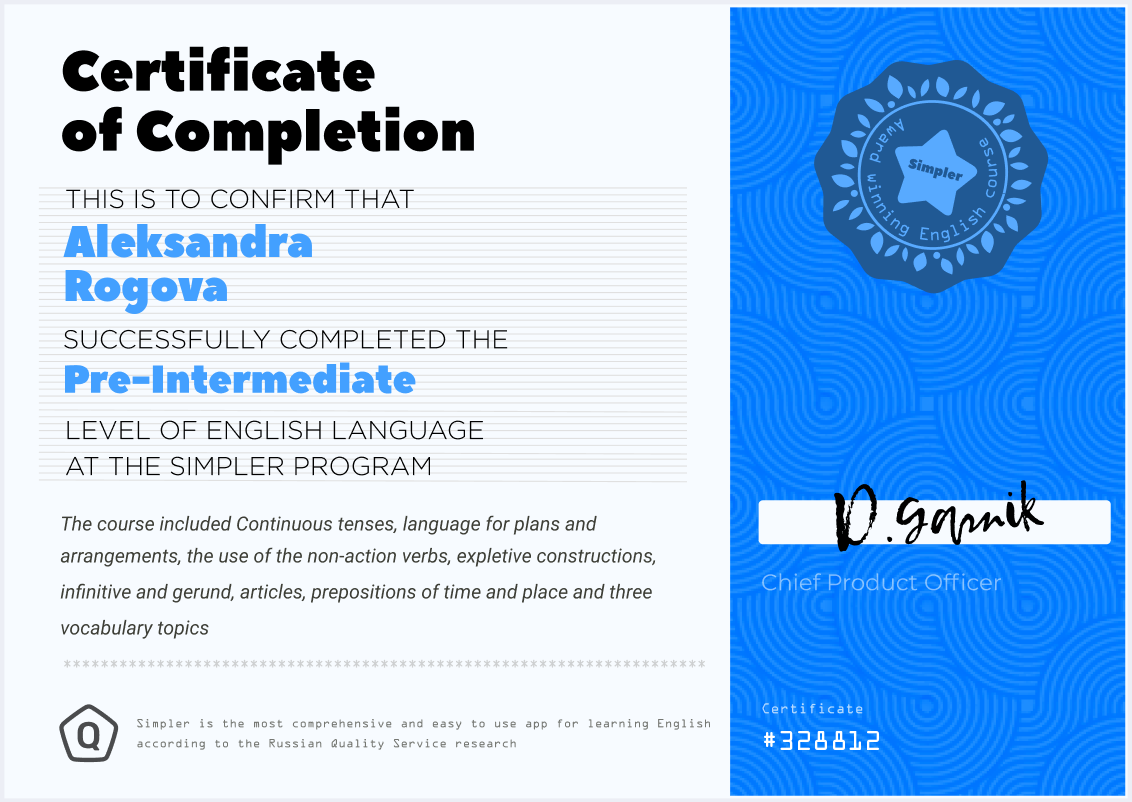 Certificate
of Completion
THIS IS TO CONFIRM THAT
Aleksandra
Rogova
SUCCESSFULLY COMPLETED THE
Pre-Intermediate
LEVEL OF ENGLISH LANGUAGE
AT THE SIMPLER PROGRAM
The course included Continuous tenses, language for plans and
arrangements, the use of the non-action verbs, expletive constructions,
infinitive and gerund, articles, prepositions of time and place and three
vocabulary topics
**********************************************************************
Q
Simpler is the most comprehensive and easy to use app for learning English
according to the Russian Quality Service research
Award winning English course
Simpler
D. Garnik
Chief Product Officer
Certificate
#328812